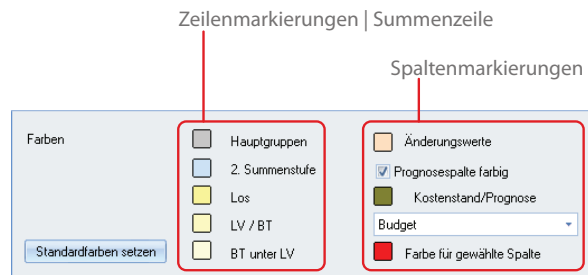 Zeilenmarkierungen | Summenzeile
Spaltenmarkierungen
Farben
Hauptgruppen
2. Summenstufe
Los
LV / BT
BT unter LV
Standardfarben setzen
Änderungswerte
Prognosespalte farbig
Kostenstand/Prognose
Budget
Farbe für gewählte Spalte